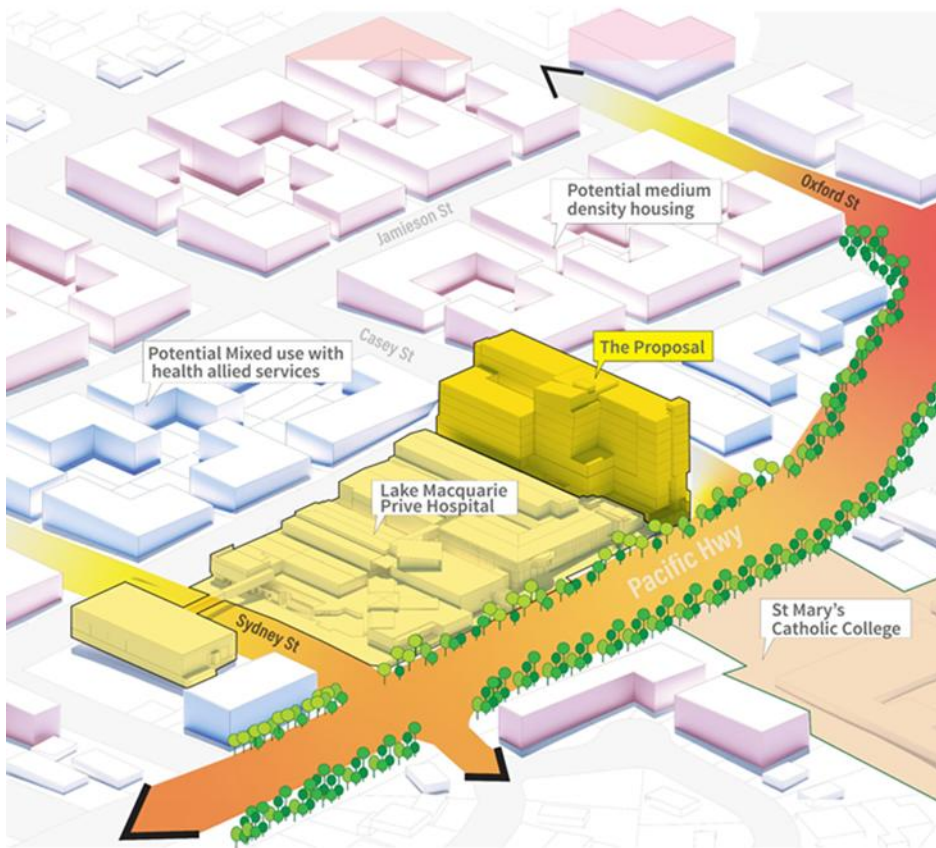 Oxford St
Potential medium
density housing
Jamieson St
Casey St
Potential Mixed use with
health allied services
The Proposal
Lake Macquarie
Prive Hospital
Pacific Hwy
St Mary's
Catholic College
Sydney St